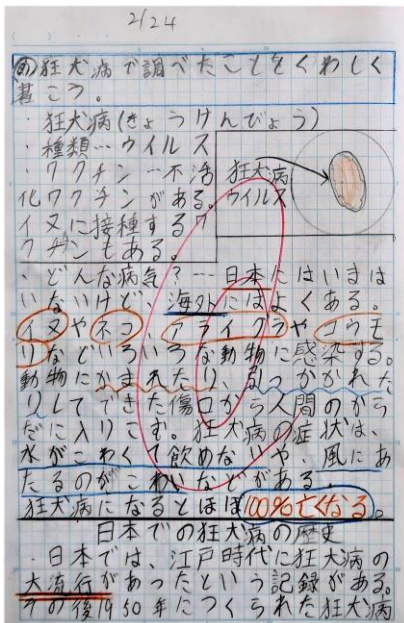 2/24
め狂犬病で調べたことをくわしく
書こう。
・狂犬病(きょうけんびょう)
・種類…ウイルス
・ワクチン…不活
化ワクチンがある。
イヌに接種するワ
クチンもある。
狂犬病
ウイルス
・どんな病気?…日本にはいまは
いないけど、海外にはよくある。
イヌやネコ アライグマやコウモ
リなどいろいろな動物に感染する。
動物にかまれたり、引っかかれた
りしてできた傷口から人間のから
だに入りこむ。狂犬病の症状は、
水がこわくて飲めないや、風にあ
たるのがこわいなどがある。
狂犬病になるとほぼ100%亡くなる。
日本での狂犬病の歴史
・日本では、江戸時代に狂犬病の
大流行があったという記録がある。
その後1950年につくられた狂犬病